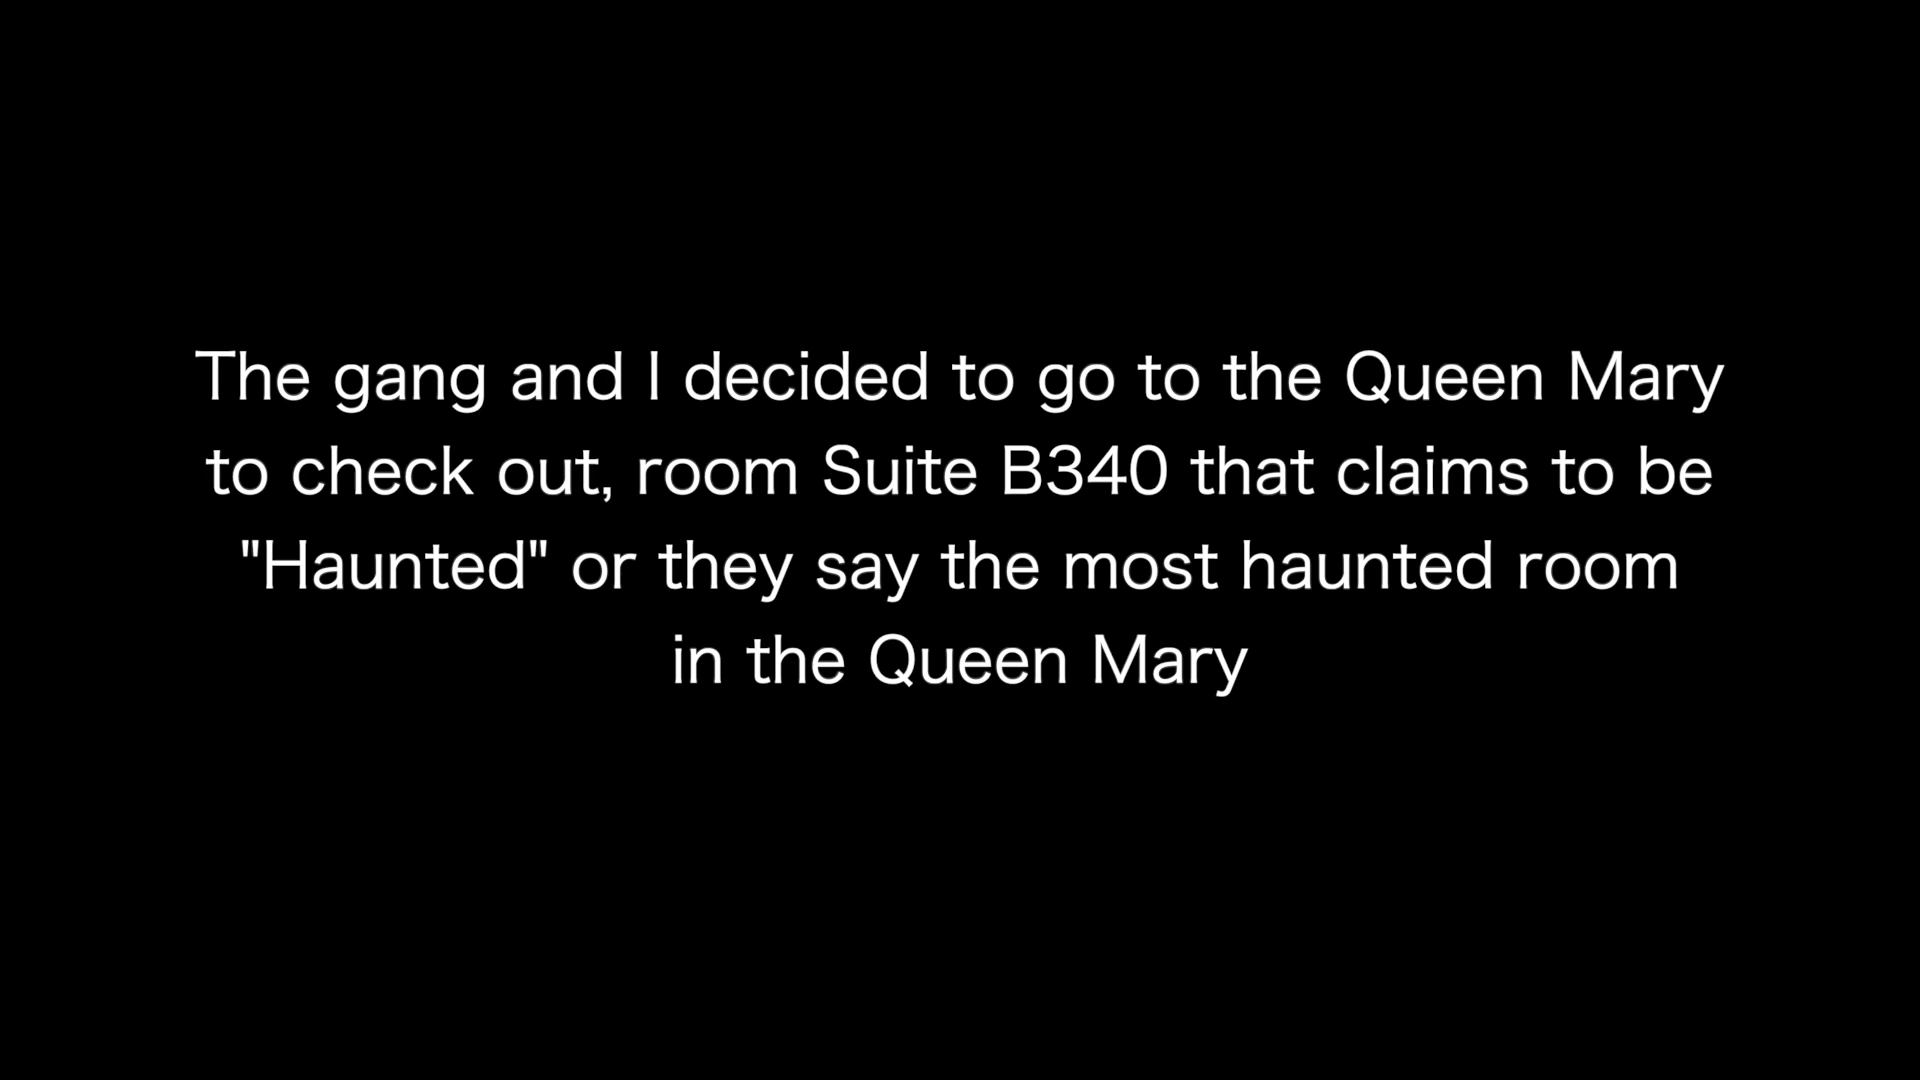 The gang and I decided to go to the Queen Mary
to check out, room Suite B340 that claims to be
"Haunted" or they say the most haunted room
in the Queen Mary